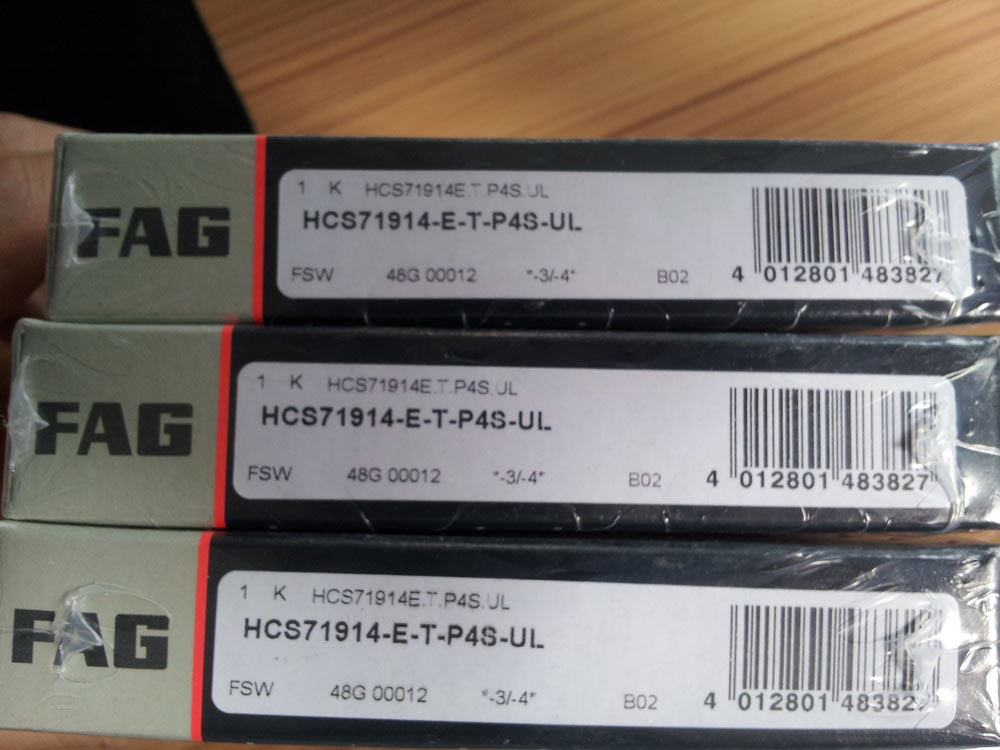 FAG
1 K HCS71914E.T.P4S.UL
HCS71914-E-T-P4S-UL
FSW 48G 00012 *-3/-4* B02 4 012801 483827
FAG
1 K HCS71914E.T.P4S.UL
HCS71914-E-T-P4S-UL
FSW 48G 00012 *-3/-4* B02 4 012801 483827
FAG
1 K HCS71914E.T.P4S.UL
HCS71914-E-T-P4S-UL
FSW 48G 00012 *-3/-4* B02 4 012801 483827